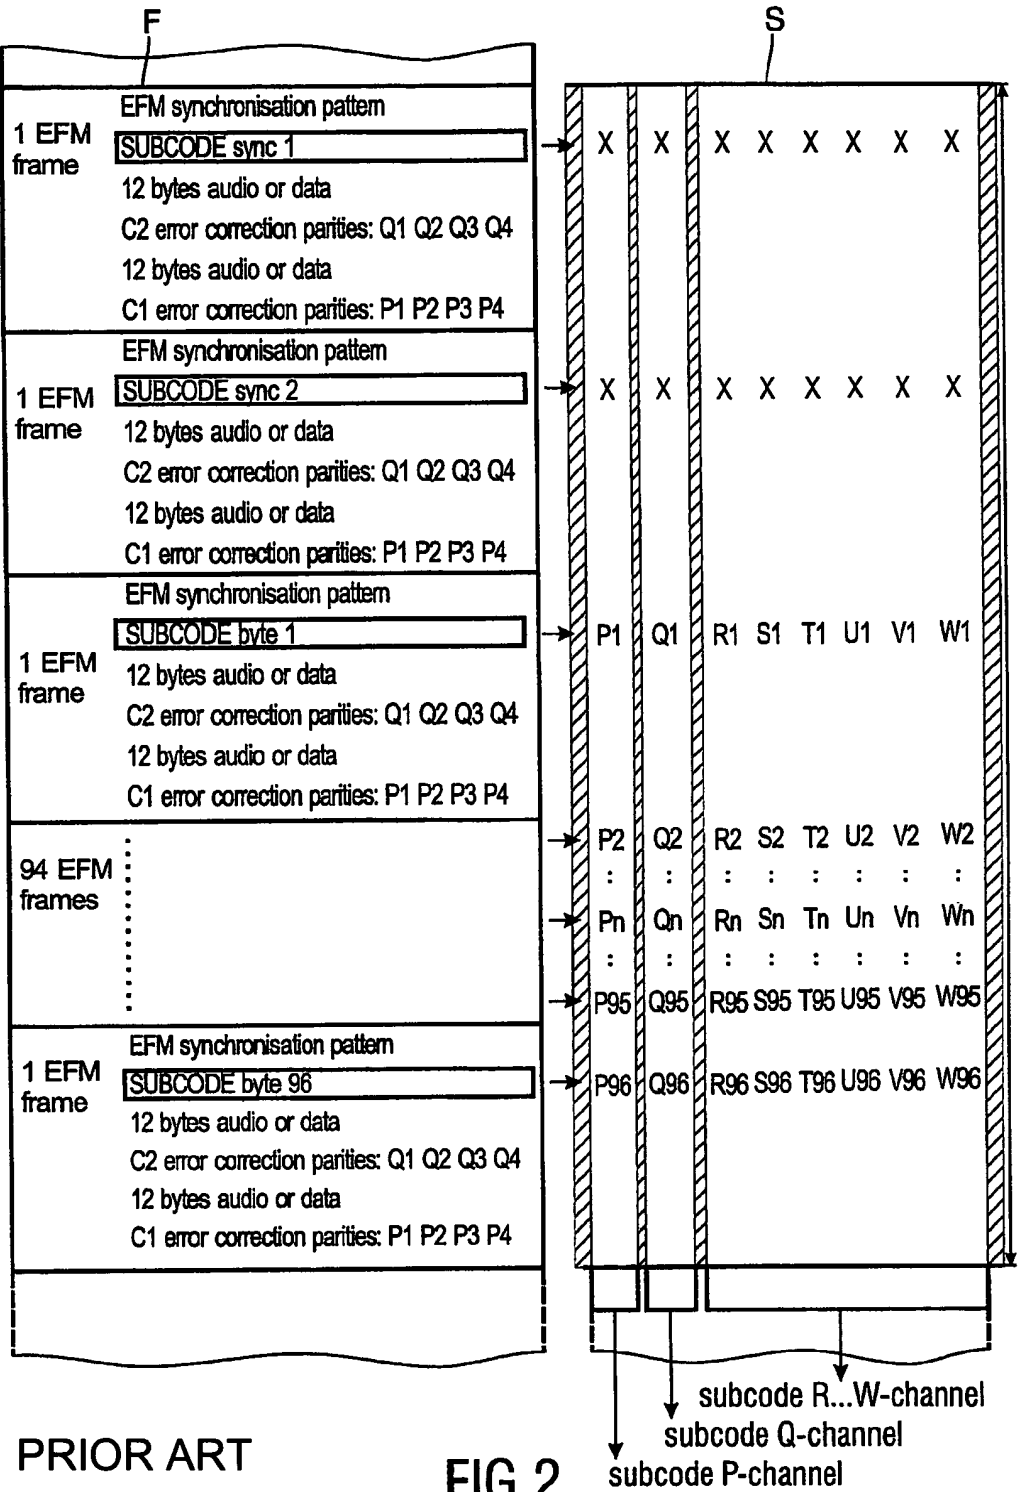 F
S
1 EFM frame
EFM synchronisation pattern
SUBCODE sync 1
12 bytes audio or data
C2 error correction parities: Q1 Q2 Q3 Q4
12 bytes audio or data
C1 error correction parities: P1 P2 P3 P4
X X X X X X X X
1 EFM frame
EFM synchronisation pattern
SUBCODE sync 2
12 bytes audio or data
C2 error correction parities: Q1 Q2 Q3 Q4
12 bytes audio or data
C1 error correction parities: P1 P2 P3 P4
X X X X X X X X
1 EFM frame
EFM synchronisation pattern
SUBCODE byte 1
12 bytes audio or data
C2 error correction parities: Q1 Q2 Q3 Q4
12 bytes audio or data
C1 error correction parities: P1 P2 P3 P4
P1 Q1 R1 S1 T1 U1 V1 W1
94 EFM frames
P2 Q2 R2 S2 T2 U2 V2 W2
: : : : : : : :
Pn Qn Rn Sn Tn Un Vn Wn
: : : : : : : :
P95 Q95 R95 S95 T95 U95 V95 W95
1 EFM frame
EFM synchronisation pattern
SUBCODE byte 96
12 bytes audio or data
C2 error correction parities: Q1 Q2 Q3 Q4
12 bytes audio or data
C1 error correction parities: P1 P2 P3 P4
P96 Q96 R96 S96 T96 U96 V96 W96
subcode R...W-channel
subcode Q-channel
subcode P-channel
PRIOR ART
FIG 2